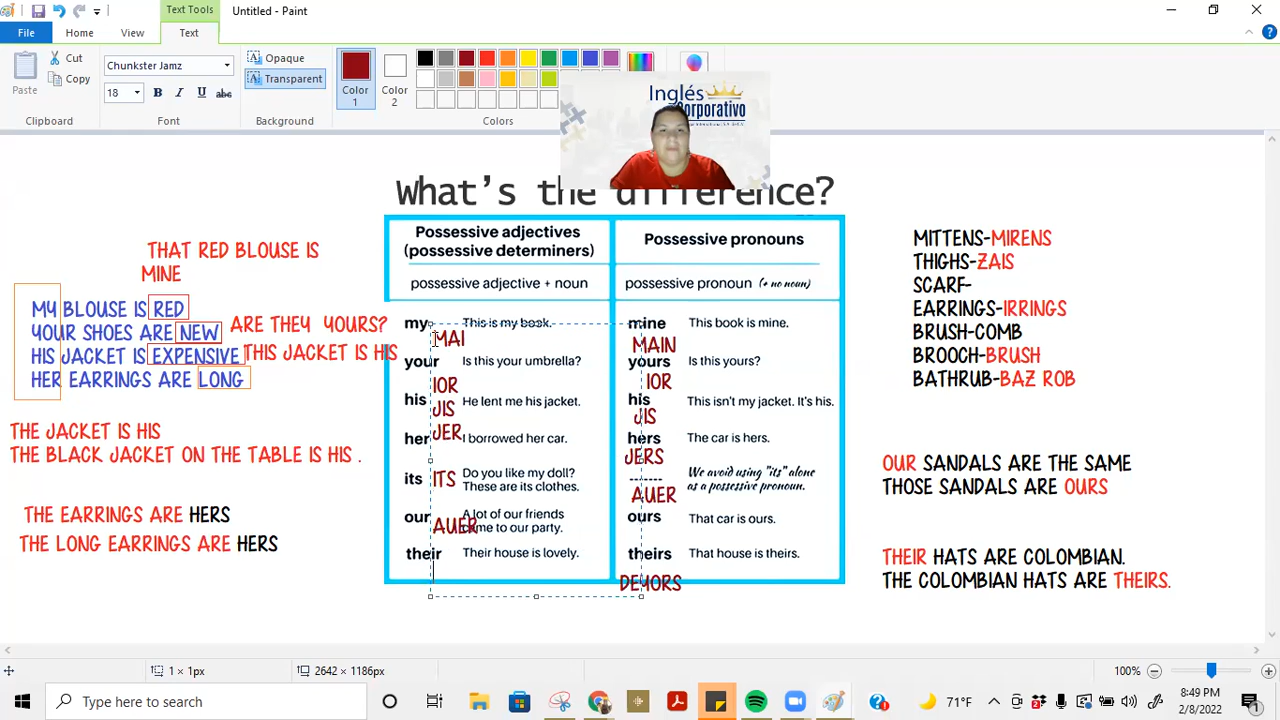 Untitled - Paint
Text Tools
File
Home
View
Text
Paste
Cut
Copy
Clipboard
Chunkster Jamz
18
B I U abc
Font
Opaque
Transparent
Background
Color 1
Color 2
Colors
Inglés
Corporativo
What's the difference?
Possessive adjectives
(possessive determiners)
possessive adjective + noun
my This is my book.
MAI
your Is this your umbrella?
IOR
his He lent me his jacket.
JIS
her I borrowed her car.
JER
its Do you like my doll?
These are its clothes.
ITS
our A lot of our friends
came to our party.
AUER
their Their house is lovely.
Possessive pronouns
possessive pronoun (+ no noun)
mine This book is mine.
MAIN
yours Is this yours?
IOR
his This isn't my jacket. It's his.
JIS
hers The car is hers.
JERS
------- We avoid using "its" alone
as a possessive pronoun.
AUER
ours That car is ours.
theirs That house is theirs.
DEYORS
THAT RED BLOUSE IS
MINE
MY BLOUSE IS RED
YOUR SHOES ARE NEW
HIS JACKET IS EXPENSIVE
HER EARRINGS ARE LONG
ARE THEY YOURS?
THIS JACKET IS HIS
THE JACKET IS HIS
THE BLACK JACKET ON THE TABLE IS HIS .
THE EARRINGS ARE HERS
THE LONG EARRINGS ARE HERS
MITTENS-MIRENS
THIGHS-ZAIS
SCARF-
EARRINGS-IRRINGS
BRUSH-COMB
BROOCH-BRUSH
BATHRUB-BAZ ROB
OUR SANDALS ARE THE SAME
THOSE SANDALS ARE OURS
THEIR HATS ARE COLOMBIAN.
THE COLOMBIAN HATS ARE THEIRS.
1 × 1px
2642 × 1186px
100%
Type here to search
71°F
8:49 PM
2/8/2022